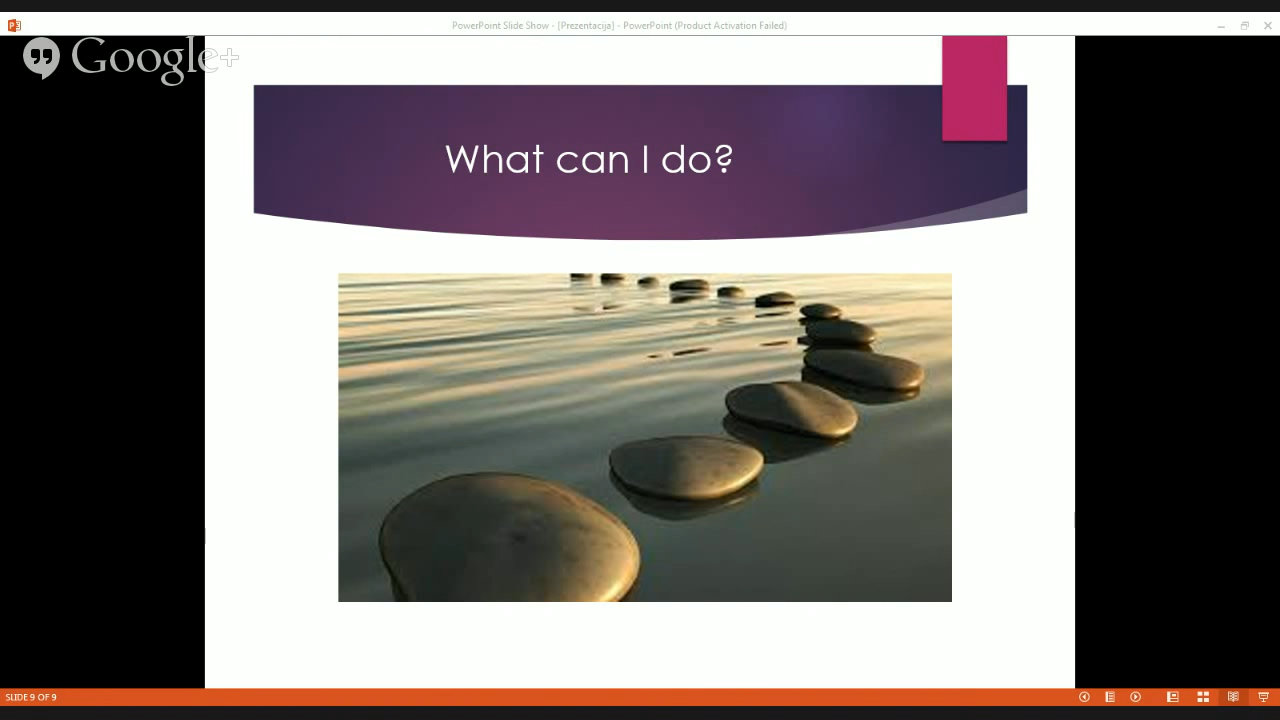 PowerPoint Slide Show - [Prezentacija] - PowerPoint (Product Activation Failed)
Google+
What can I do?
SLIDE 9 OF 9